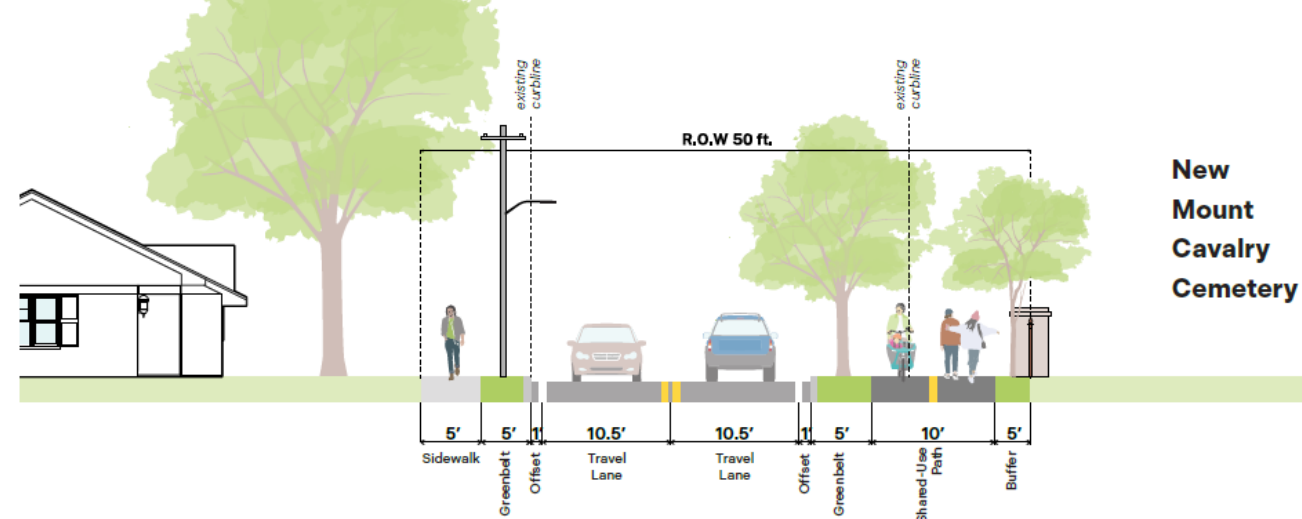 existing
curbline
existing
curbline
R.O.W 50 ft.
New
Mount
Cavalry
Cemetery
5’ 5’ 1’ 10.5’ 10.5’ 1’ 5’ 10’ 5’
Sidewalk
Greenbelt
Offset
Travel
Lane
Travel
Lane
Offset
Greenbelt
Shared-Use
Path
Buffer